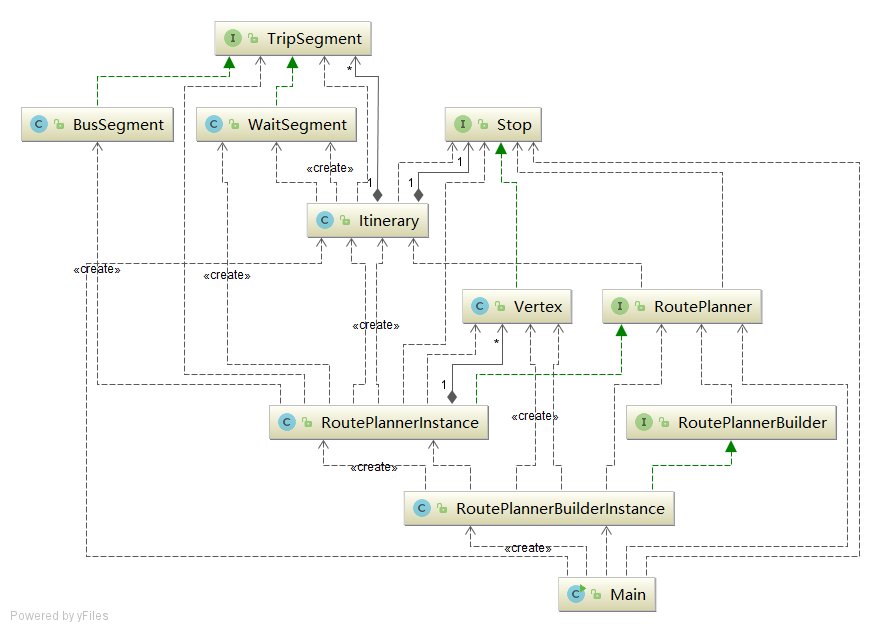 I TripSegment
*
C BusSegment
C WaitSegment
I Stop
«create»
1
1
1
C Itinerary
«create»
«create»
C Vertex
I RoutePlanner
«create»
*
1
C RoutePlannerInstance
«create»
I RoutePlannerBuilder
«create»
C RoutePlannerBuilderInstance
«create»
C Main
Powered by yFiles